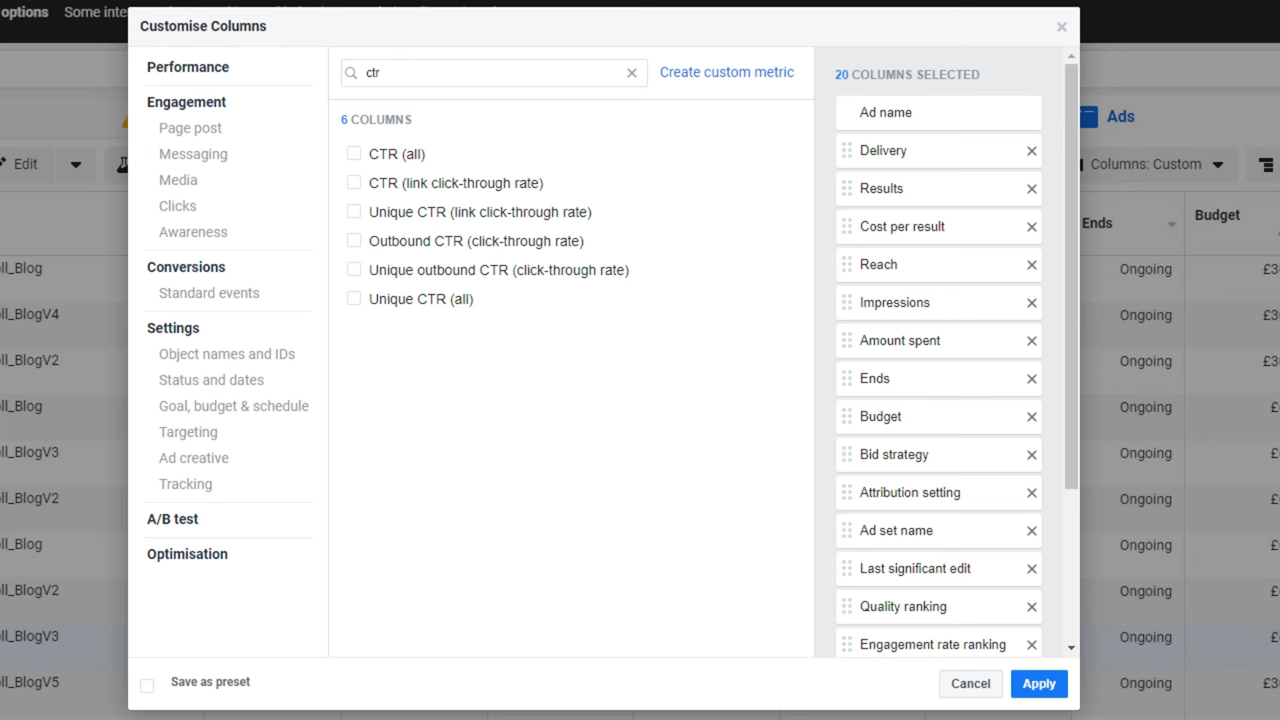 options Some inte
Customise Columns
Performance
Engagement
Page post
Messaging
Media
Clicks
Awareness
Conversions
Standard events
Settings
Object names and IDs
Status and dates
Goal, budget & schedule
Targeting
Ad creative
Tracking
A/B test
Optimisation
ctr
Create custom metric
6 COLUMNS
CTR (all)
CTR (link click-through rate)
Unique CTR (link click-through rate)
Outbound CTR (click-through rate)
Unique outbound CTR (click-through rate)
Unique CTR (all)
20 COLUMNS SELECTED
Ad name
Delivery
Results
Cost per result
Reach
Impressions
Amount spent
Ends
Budget
Bid strategy
Attribution setting
Ad set name
Last significant edit
Quality ranking
Engagement rate ranking
Save as preset
Cancel
Apply
Edit
ll_Blog
ll_BlogV4
ll_BlogV2
ll_Blog
ll_BlogV3
ll_BlogV2
ll_Blog
ll_BlogV2
ll_BlogV3
ll_BlogV5
Ads
Columns: Custom
Ends
Budget
Ongoing £3
Ongoing £3
Ongoing £3
Ongoing £
Ongoing £
Ongoing £
Ongoing £
Ongoing £
Ongoing £
Ongoing £3